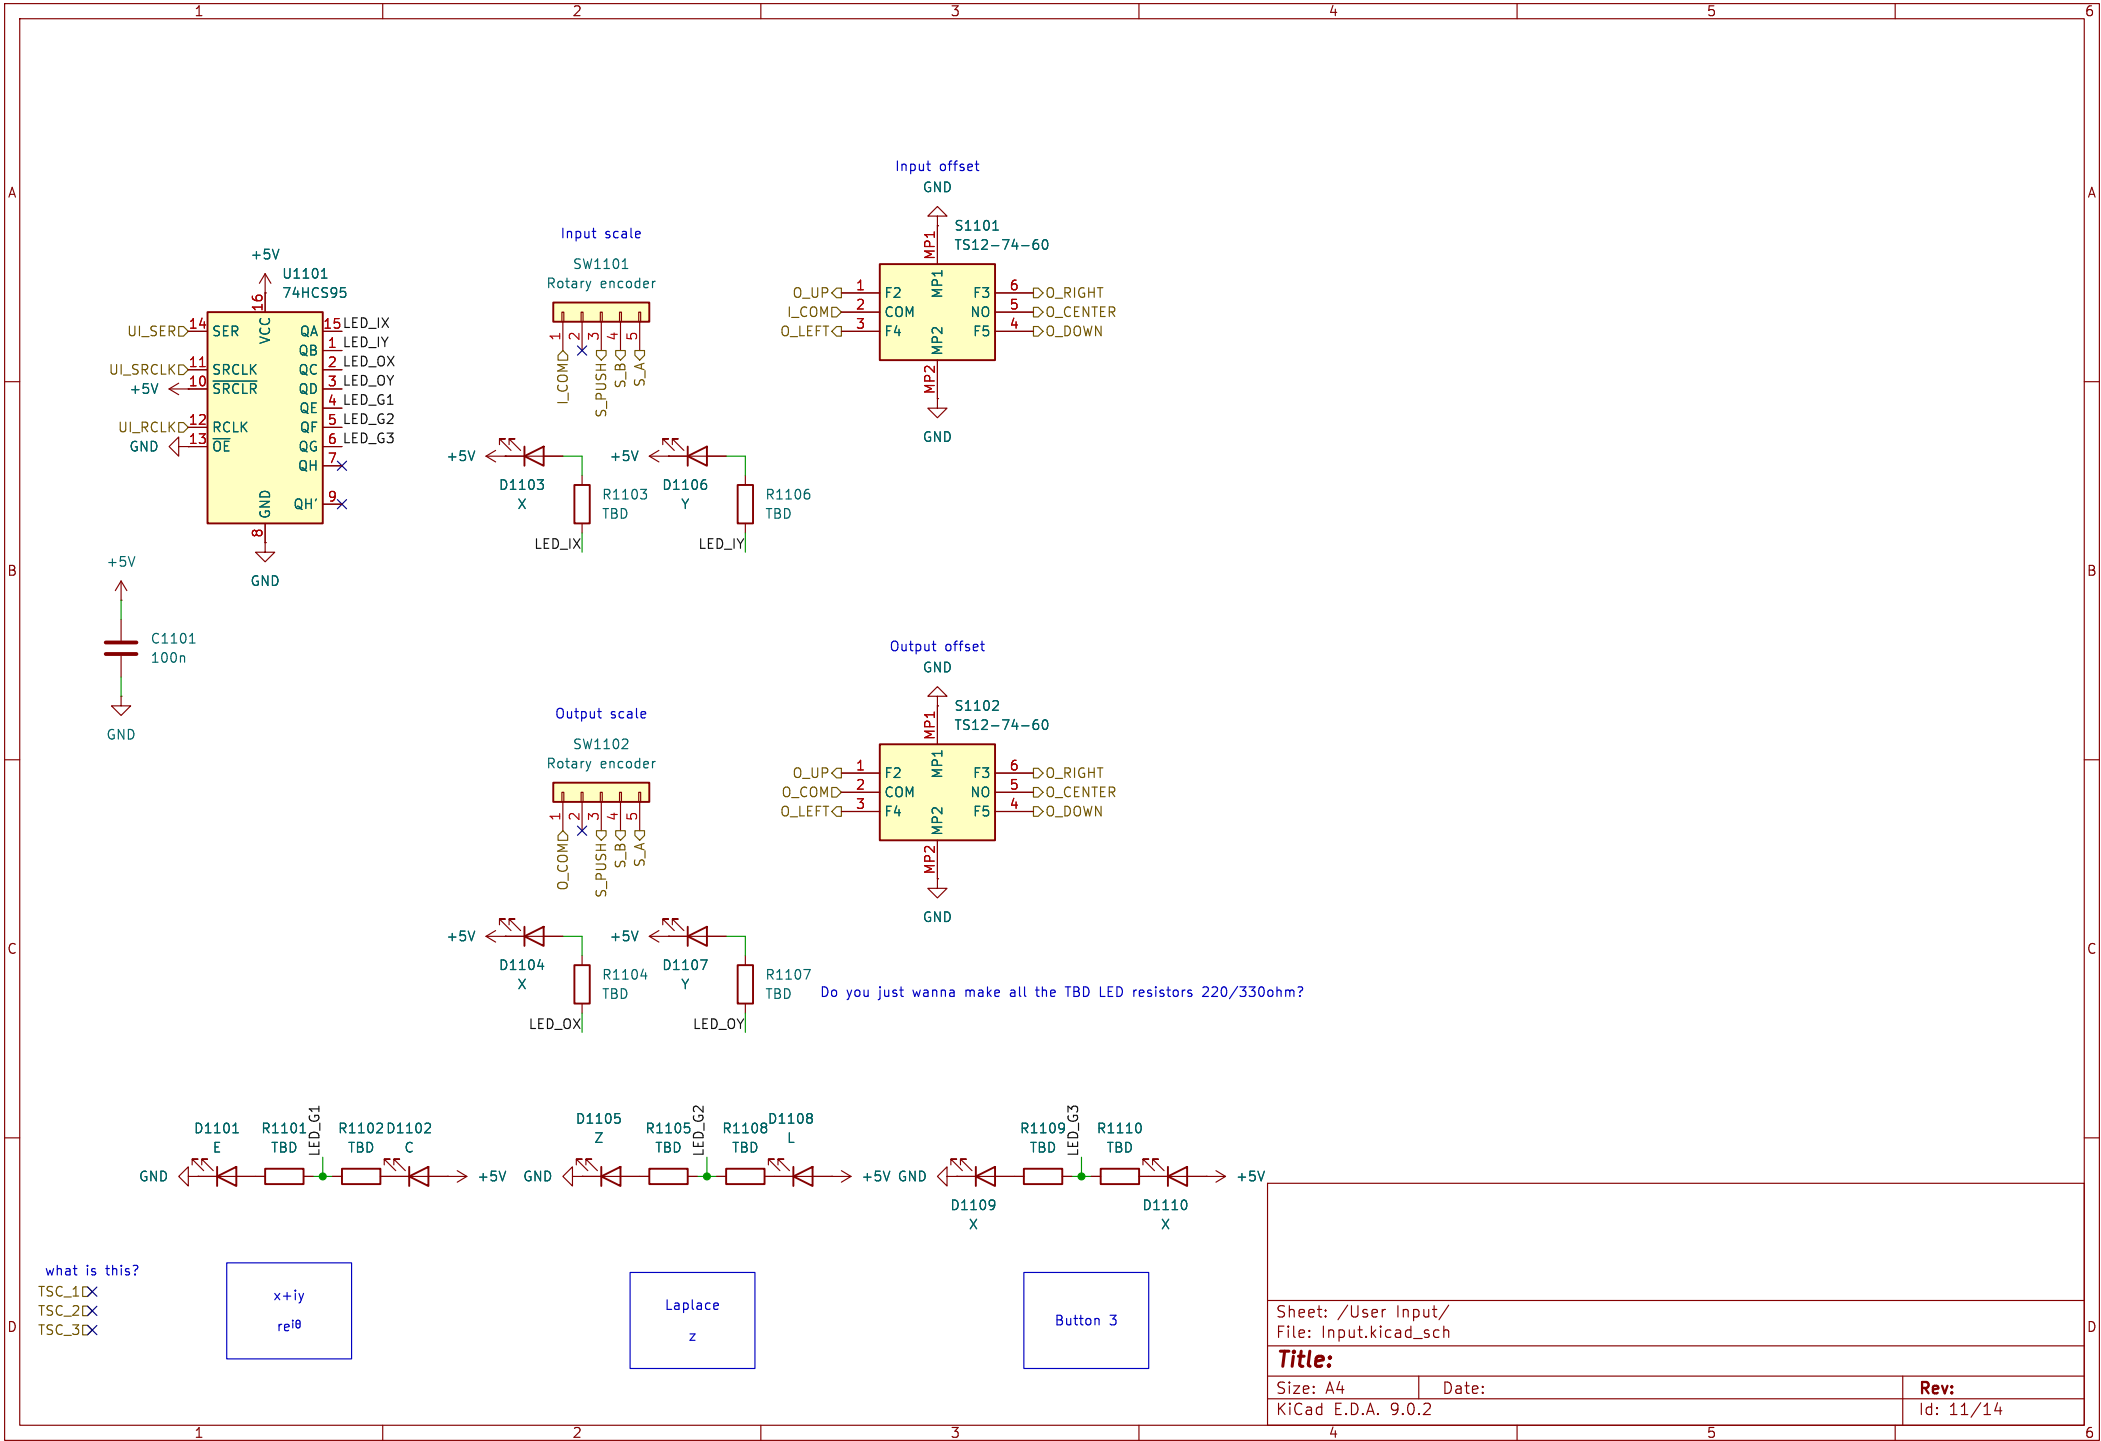 1 2 3 4 5 6
A A
B B
C C
D D
1 2 3 4 5 6
+5V
U1101
74HCS95
16
VCC
UI_SER 14 SER
UI_SRCLK 11 SRCLK
+5V 10 SRCLR
UI_RCLK 12 RCLK
GND 13 OE
QA 15 LED_IX
QB 1 LED_IY
QC 2 LED_OX
QD 3 LED_OY
QE 4 LED_G1
QF 5 LED_G2
QG 6 LED_G3
QH 7
QH' 9
GND
8
GND
+5V
C1101
100n
GND
Input scale
SW1101
Rotary encoder
1 2 3 4 5
I_COM
S_PUSH
S_B
S_A
+5V
D1103
X
R1103
TBD
LED_IX
+5V
D1106
Y
R1106
TBD
LED_IY
Input offset
GND
S1101
TS12-74-60
MP1
MP1
O_UP 1 F2
I_COM 2 COM
O_LEFT 3 F4
F3 6 O_RIGHT
NO 5 O_CENTER
F5 4 O_DOWN
MP2
MP2
GND
Output scale
SW1102
Rotary encoder
1 2 3 4 5
O_COM
S_PUSH
S_B
S_A
+5V
D1104
X
R1104
TBD
LED_OX
+5V
D1107
Y
R1107
TBD
LED_OY
Output offset
GND
S1102
TS12-74-60
MP1
MP1
O_UP 1 F2
O_COM 2 COM
O_LEFT 3 F4
F3 6 O_RIGHT
NO 5 O_CENTER
F5 4 O_DOWN
MP2
MP2
GND
Do you just wanna make all the TBD LED resistors 220/330ohm?
GND
D1101
E
R1101
TBD
LED_G1
R1102
TBD
D1102
C
+5V
GND
D1105
Z
R1105
TBD
LED_G2
R1108
TBD
D1108
L
+5V
GND
D1109
X
R1109
TBD
LED_G3
R1110
TBD
D1110
X
+5V
what is this?
TSC_1
TSC_2
TSC_3
x+iy
re^iθ
Laplace
z
Button 3
Sheet: /User Input/
File: Input.kicad_sch
Title:
Size: A4 Date: Rev:
KiCad E.D.A. 9.0.2 Id: 11/14